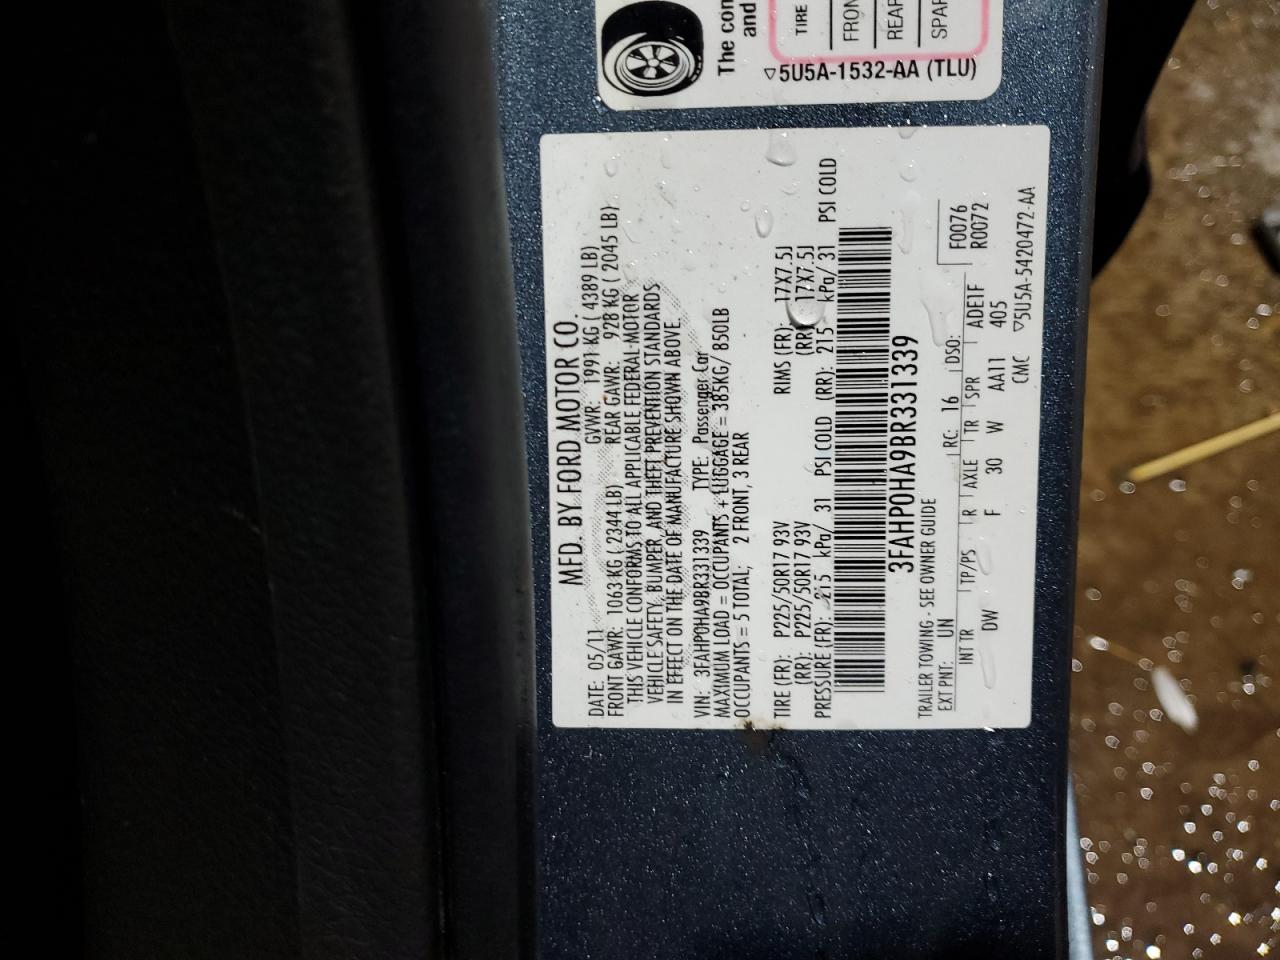 The con
and
TIRE
FRON
REAR
SPAR
▽5U5A-1532-AA (TLU)
MFD. BY FORD MOTOR CO.
DATE: 05/11 GVWR: 1991 KG ( 4389 LB)
FRONT GAWR: 1063 KG ( 2344 LB) REAR GAWR: 928 KG ( 2045 LB)
THIS VEHICLE CONFORMS TO ALL APPLICABLE FEDERAL MOTOR
VEHICLE SAFETY, BUMPER, AND THEFT PREVENTION STANDARDS
IN EFFECT ON THE DATE OF MANUFACTURE SHOWN ABOVE.
VIN: 3FAHP0HA9BR331339 TYPE: Passenger Car
MAXIMUM LOAD = OCCUPANTS + LUGGAGE = 385KG/ 850LB
OCCUPANTS = 5 TOTAL; 2 FRONT, 3 REAR
TIRE (FR): P225/50R17 93V RIMS (FR): 17X7.5J
(RR): P225/50R17 93V (RR) 17X7.5J
PRESSURE (FR): 215 kPa/ 31 PSI COLD (RR): 215 kPa/ 31 PSI COLD
3FAHP0HA9BR331339
TRAILER TOWING - SEE OWNER GUIDE
EXT PNT: UN RC: 16 DSO: F0076
R0072
INT TR TP/PS R AXLE TR SPR ADE1F
DW F 30 W AA11 405
CMC ▽5U5A-5420472-AA